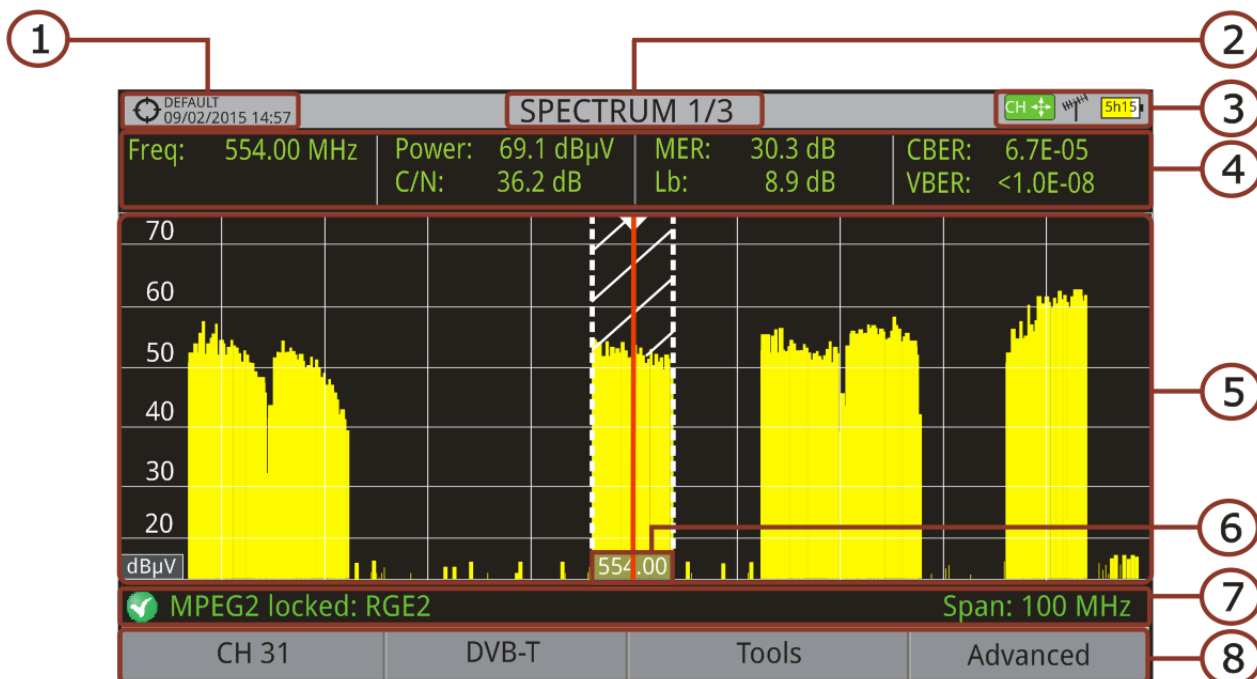 1
2
DEFAULT
09/02/2015 14:57
SPECTRUM 1/3
CH
5h15
3
Freq: 554.00 MHz
Power: 69.1 dBµV
MER: 30.3 dB
CBER: 6.7E-05
C/N: 36.2 dB
Lb: 8.9 dB
VBER: <1.0E-08
4
70
60
50
40
30
20
dBµV
5
554.00
6
MPEG2 locked: RGE2
Span: 100 MHz
7
CH 31
DVB-T
Tools
Advanced
8